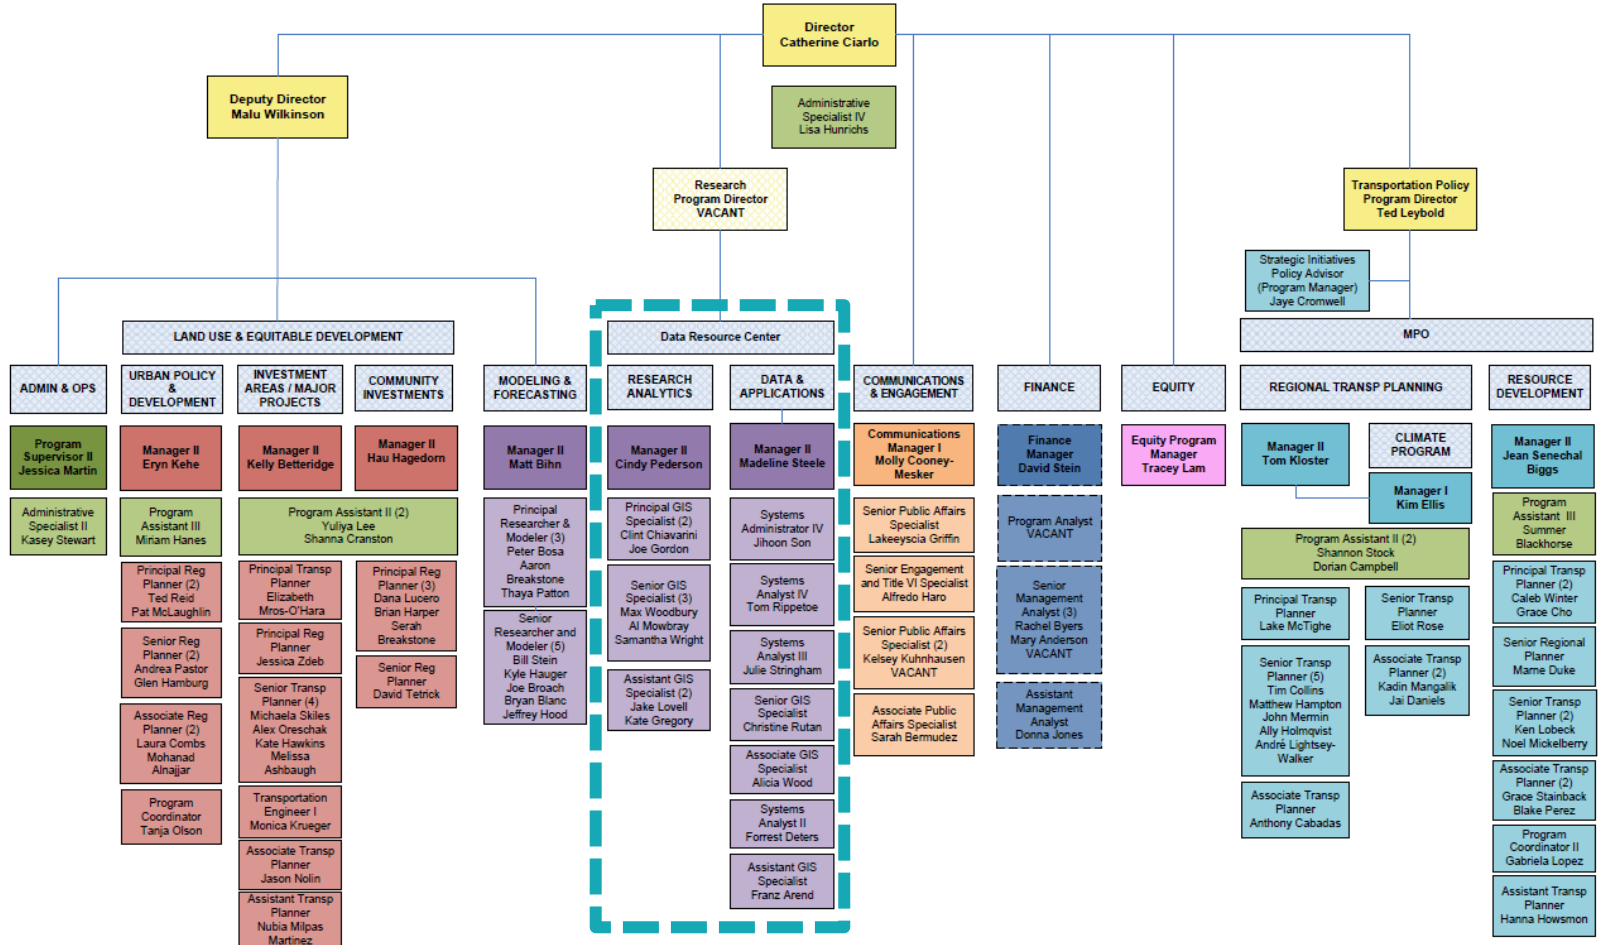 Director
Catherine Ciarlo
Deputy Director
Malu Wilkinson
Administrative
Specialist IV
Lisa Hunrichs
Research
Program Director
VACANT
Transportation Policy
Program Director
Ted Leybold
Strategic Initiatives
Policy Advisor
(Program Manager)
Jaye Cromwell
LAND USE & EQUITABLE DEVELOPMENT
Data Resource Center
MPO
ADMIN & OPS
Program
Supervisor II
Jessica Martin
Administrative
Specialist II
Kasey Stewart
URBAN POLICY
&
DEVELOPMENT
Manager II
Eryn Kehe
Program
Assistant III
Miriam Hanes
Principal Reg
Planner (2)
Ted Reid
Pat McLaughlin
Senior Reg
Planner (2)
Andrea Pastor
Glen Hamburg
Associate Reg
Planner (2)
Laura Combs
Mohanad
Alnajjar
Program
Coordinator
Tanja Olson
INVESTMENT
AREAS / MAJOR
PROJECTS
Manager II
Kelly Betteridge
COMMUNITY
INVESTMENTS
Manager II
Hau Hagedorn
Program Assistant II (2)
Yuliya Lee
Shanna Cranston
Principal Transp
Planner
Elizabeth
Mros-O'Hara
Principal Reg
Planner
Jessica Zdeb
Senior Transp
Planner (4)
Michaela Skiles
Alex Oreschak
Kate Hawkins
Melissa
Ashbaugh
Transportation
Engineer I
Monica Krueger
Associate Transp
Planner
Jason Nolin
Assistant Transp
Planner
Nubia Milpas
Martinez
Principal Reg
Planner (3)
Dana Lucero
Brian Harper
Serah
Breakstone
Senior Reg
Planner
David Tetrick
MODELING &
FORECASTING
Manager II
Matt Bihn
Principal
Researcher &
Modeler (3)
Peter Bosa
Aaron
Breakstone
Thaya Patton
Senior
Researcher and
Modeler (5)
Bill Stein
Kyle Hauger
Joe Broach
Bryan Blanc
Jeffrey Hood
RESEARCH
ANALYTICS
Manager II
Cindy Pederson
Principal GIS
Specialist (2)
Clint Chiavarini
Joe Gordon
Senior GIS
Specialist (3)
Max Woodbury
Al Mowbray
Samantha Wright
Assistant GIS
Specialist (2)
Jake Lovell
Kate Gregory
DATA &
APPLICATIONS
Manager II
Madeline Steele
Systems
Administrator IV
Jihoon Son
Systems
Analyst IV
Tom Rippetoe
Systems
Analyst III
Julie Stringham
Senior GIS
Specialist
Christine Rutan
Associate GIS
Specialist
Alicia Wood
Systems
Analyst II
Forrest Deters
Assistant GIS
Specialist
Franz Arend
COMMUNICATIONS
& ENGAGEMENT
Communications
Manager I
Molly Cooney-
Mesker
Senior Public Affairs
Specialist
Lakeeyscia Griffin
Senior Engagement
and Title VI Specialist
Alfredo Haro
Senior Public Affairs
Specialist (2)
Kelsey Kuhnhausen
VACANT
Associate Public
Affairs Specialist
Sarah Bermudez
FINANCE
Finance
Manager
David Stein
Program Analyst
VACANT
Senior
Management
Analyst (3)
Rachel Byers
Mary Anderson
VACANT
Assistant
Management
Analyst
Donna Jones
EQUITY
Equity Program
Manager
Tracey Lam
REGIONAL TRANSP PLANNING
Manager II
Tom Kloster
CLIMATE
PROGRAM
Manager I
Kim Ellis
Program Assistant II (2)
Shannon Stock
Dorian Campbell
Principal Transp
Planner
Lake McTighe
Senior Transp
Planner (5)
Tim Collins
Matthew Hampton
John Mermin
Ally Holmqvist
André Lightsey-
Walker
Associate Transp
Planner
Anthony Cabadas
Senior Transp
Planner
Eliot Rose
Associate Transp
Planner (2)
Kadin Mangalik
Jai Daniels
RESOURCE
DEVELOPMENT
Manager II
Jean Senechal
Biggs
Program
Assistant III
Summer
Blackhorse
Principal Transp
Planner (2)
Caleb Winter
Grace Cho
Senior Regional
Planner
Marne Duke
Senior Transp
Planner (2)
Ken Lobeck
Noel Mickelberry
Associate Transp
Planner (2)
Grace Stainback
Blake Perez
Program
Coordinator II
Gabriela Lopez
Assistant Transp
Planner
Hanna Howsmon